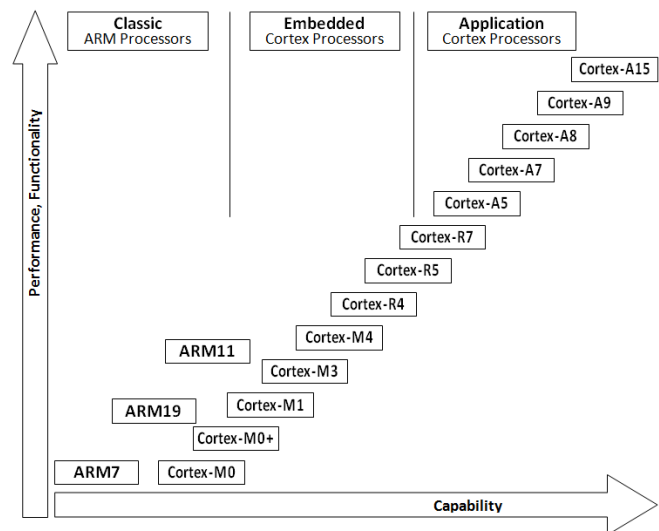 Classic
ARM Processors
Embedded
Cortex Processors
Application
Cortex Processors
Cortex-A15
Cortex-A9
Cortex-A8
Cortex-A7
Cortex-A5
Cortex-R7
Cortex-R5
Cortex-R4
Cortex-M4
ARM11
Cortex-M3
Cortex-M1
ARM19
Cortex-M0+
ARM7
Cortex-M0
Performance, Functionality
Capability